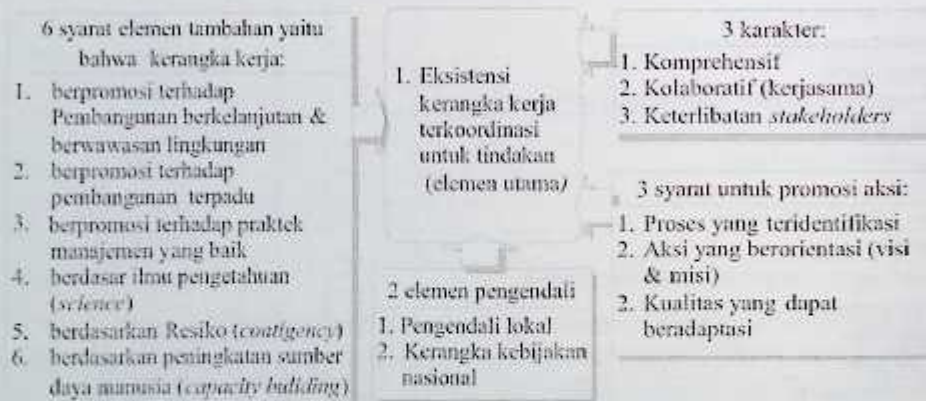 6 syarat elemen tambahan yaitu
bahwa kerangka kerja:
1. berpromosi terhadap
Pembangunan berkelanjutan &
berwawasan lingkungan
2. berpromosi terhadap
pembangunan terpadu
3. berpromosi terhadap praktek
manajemen yang baik
4. berdasar ilmu pengetahuan
(science)
5. berdasarkan Resiko (contigency)
6. berdasarkan peningkatan sumber
daya manusia (capacity buliding)
1. Eksistensi
kerangka kerja
terkoordinasi
untuk tindakan
(elemen utama)
2 elemen pengendali
1. Pengendali lokal
2. Kerangka kebijakan
nasional
3 karakter:
1. Komprehensif
2. Kolaboratif (kerjasama)
3. Keterlibatan stakeholders
3 syarat untuk promosi aksi:
1. Proses yang teridentifikasi
2. Aksi yang berorientasi (visi
& misi)
2. Kualitas yang dapat
beradaptasi